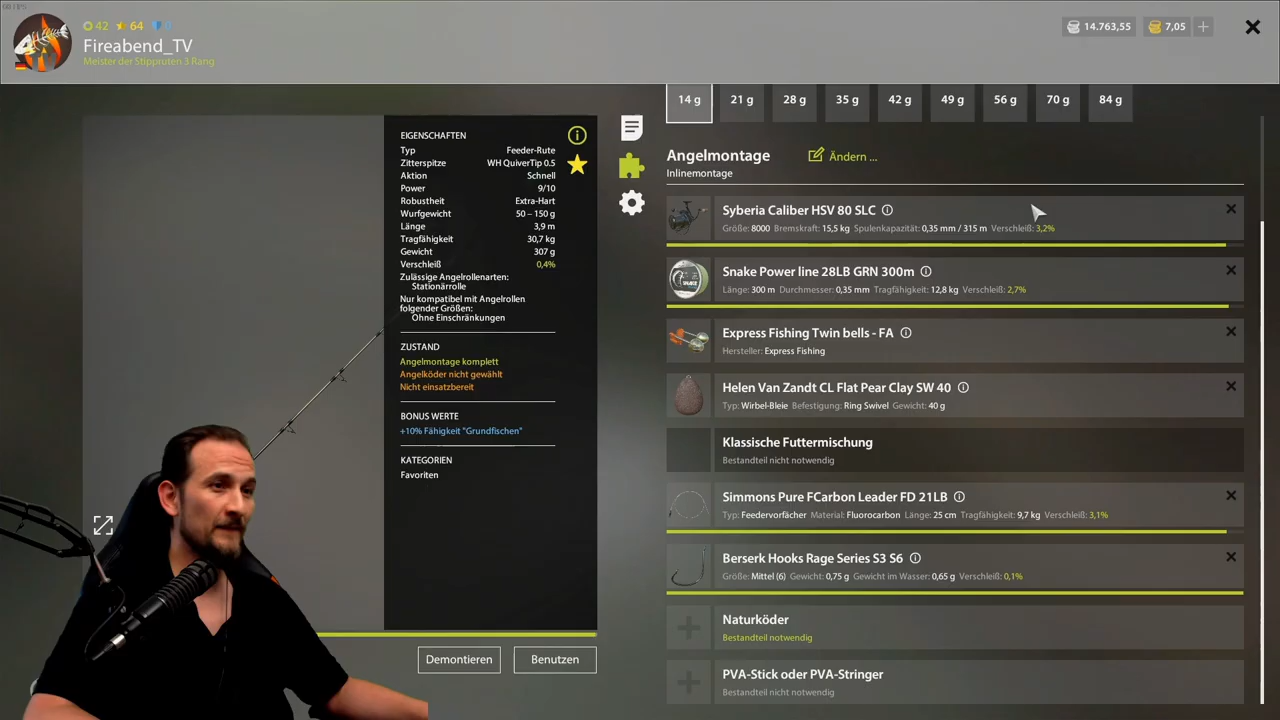 42 64
Fireabend_TV
Meister der Stippruten 3 Rang
14.763,55
7,05
14 g 21 g 28 g 35 g 42 g 49 g 56 g 70 g 84 g
EIGENSCHAFTEN
Typ Feeder-Rute
Zitterspitze WH QuiverTip 0.5
Aktion Schnell
Power 9/10
Robustheit Extra-Hart
Wurfgewicht 50 – 150 g
Länge 3,9 m
Tragfähigkeit 30,7 kg
Gewicht 307 g
Verschleiß 0,4%
Zulässige Angelrollenarten:
Stationärrolle
Nur kompatibel mit Angelrollen
folgender Größen:
Ohne Einschränkungen
ZUSTAND
Angelmontage komplett
Angelköder nicht gewählt
Nicht einsatzbereit
BONUS WERTE
+10% Fähigkeit "Grundfischen"
KATEGORIEN
Favoriten
Demontieren
Benutzen
Angelmontage
Ändern ...
Inlinemontage
Syberia Caliber HSV 80 SLC
Größe: 8000 Bremskraft: 15,5 kg Spulenkapazität: 0,35 mm / 315 m Verschleiß: 3,2%
Snake Power line 28LB GRN 300m
Länge: 300 m Durchmesser: 0,35 mm Tragfähigkeit: 12,8 kg Verschleiß: 2,7%
Express Fishing Twin bells - FA
Hersteller: Express Fishing
Helen Van Zandt CL Flat Pear Clay SW 40
Typ: Wirbel-Bleie Befestigung: Ring Swivel Gewicht: 40 g
Klassische Futtermischung
Bestandteil nicht notwendig
Simmons Pure FCarbon Leader FD 21LB
Typ: Feedervorfächer Material: Fluorocarbon Länge: 25 cm Tragfähigkeit: 9,7 kg Verschleiß: 3,1%
Berserk Hooks Rage Series S3 S6
Größe: Mittel (6) Gewicht: 0,75 g Gewicht im Wasser: 0,65 g Verschleiß: 0,1%
Naturköder
Bestandteil notwendig
PVA-Stick oder PVA-Stringer
Bestandteil nicht notwendig